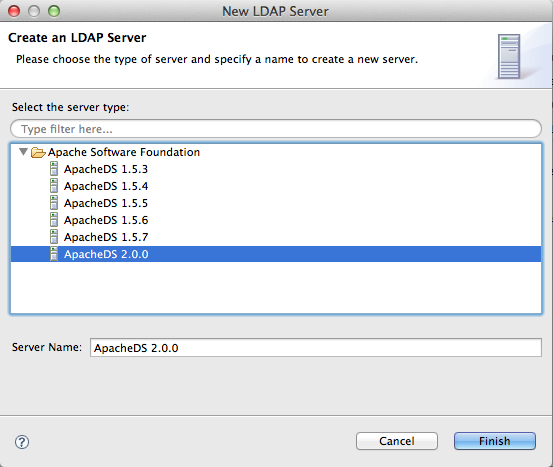 New LDAP Server
Create an LDAP Server
Please choose the type of server and specify a name to create a new server.
Select the server type:
Type filter here...
Apache Software Foundation
ApacheDS 1.5.3
ApacheDS 1.5.4
ApacheDS 1.5.5
ApacheDS 1.5.6
ApacheDS 1.5.7
ApacheDS 2.0.0
Server Name: ApacheDS 2.0.0
? Cancel Finish